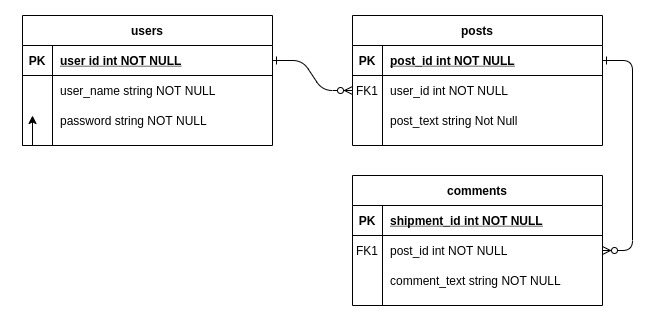 users
PK user id int NOT NULL
user_name string NOT NULL
password string NOT NULL
posts
PK post_id int NOT NULL
FK1 user_id int NOT NULL
post_text string Not Null
comments
PK shipment_id int NOT NULL
FK1 post_id int NOT NULL
comment_text string NOT NULL